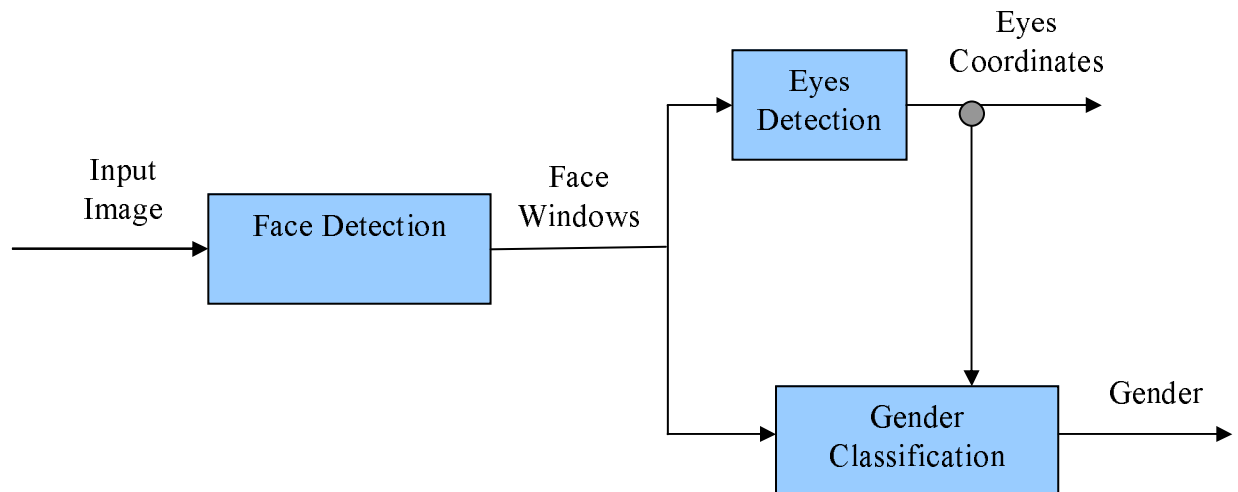 Input
Image
Face Detection
Face
Windows
Eyes
Detection
Eyes
Coordinates
Gender
Classification
Gender